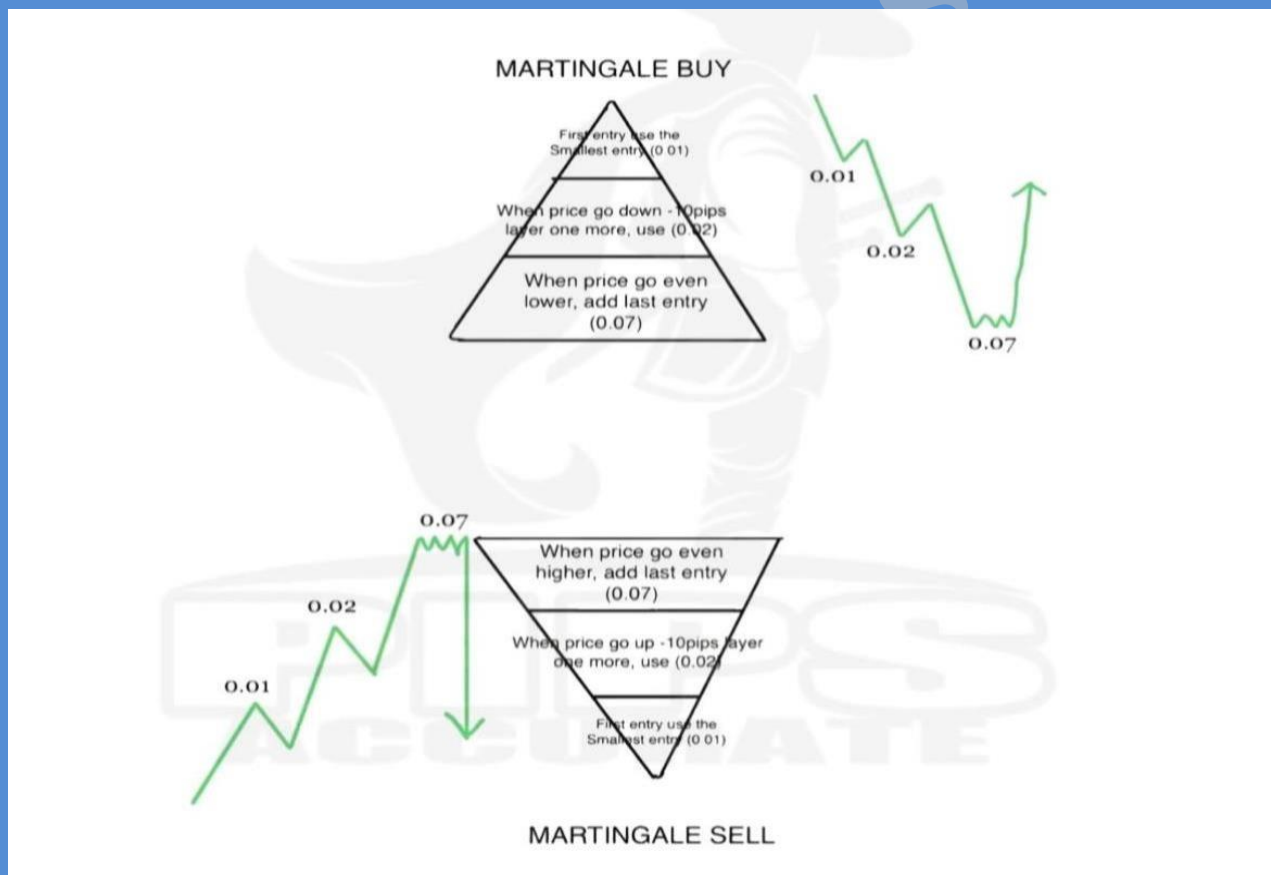 MARTINGALE BUY
First entry use the
Smallest entry (0 01)
When price go down -10pips
layer one more, use (0.02)
When price go even
lower, add last entry
(0.07)
0.01
0.02
0.07
0.07
0.02
0.01
When price go even
higher, add last entry
(0.07)
When price go up -10pips layer
one more, use (0.02)
First entry use the
Smallest entry (0 01)
MARTINGALE SELL
PIPS
ACCURATE